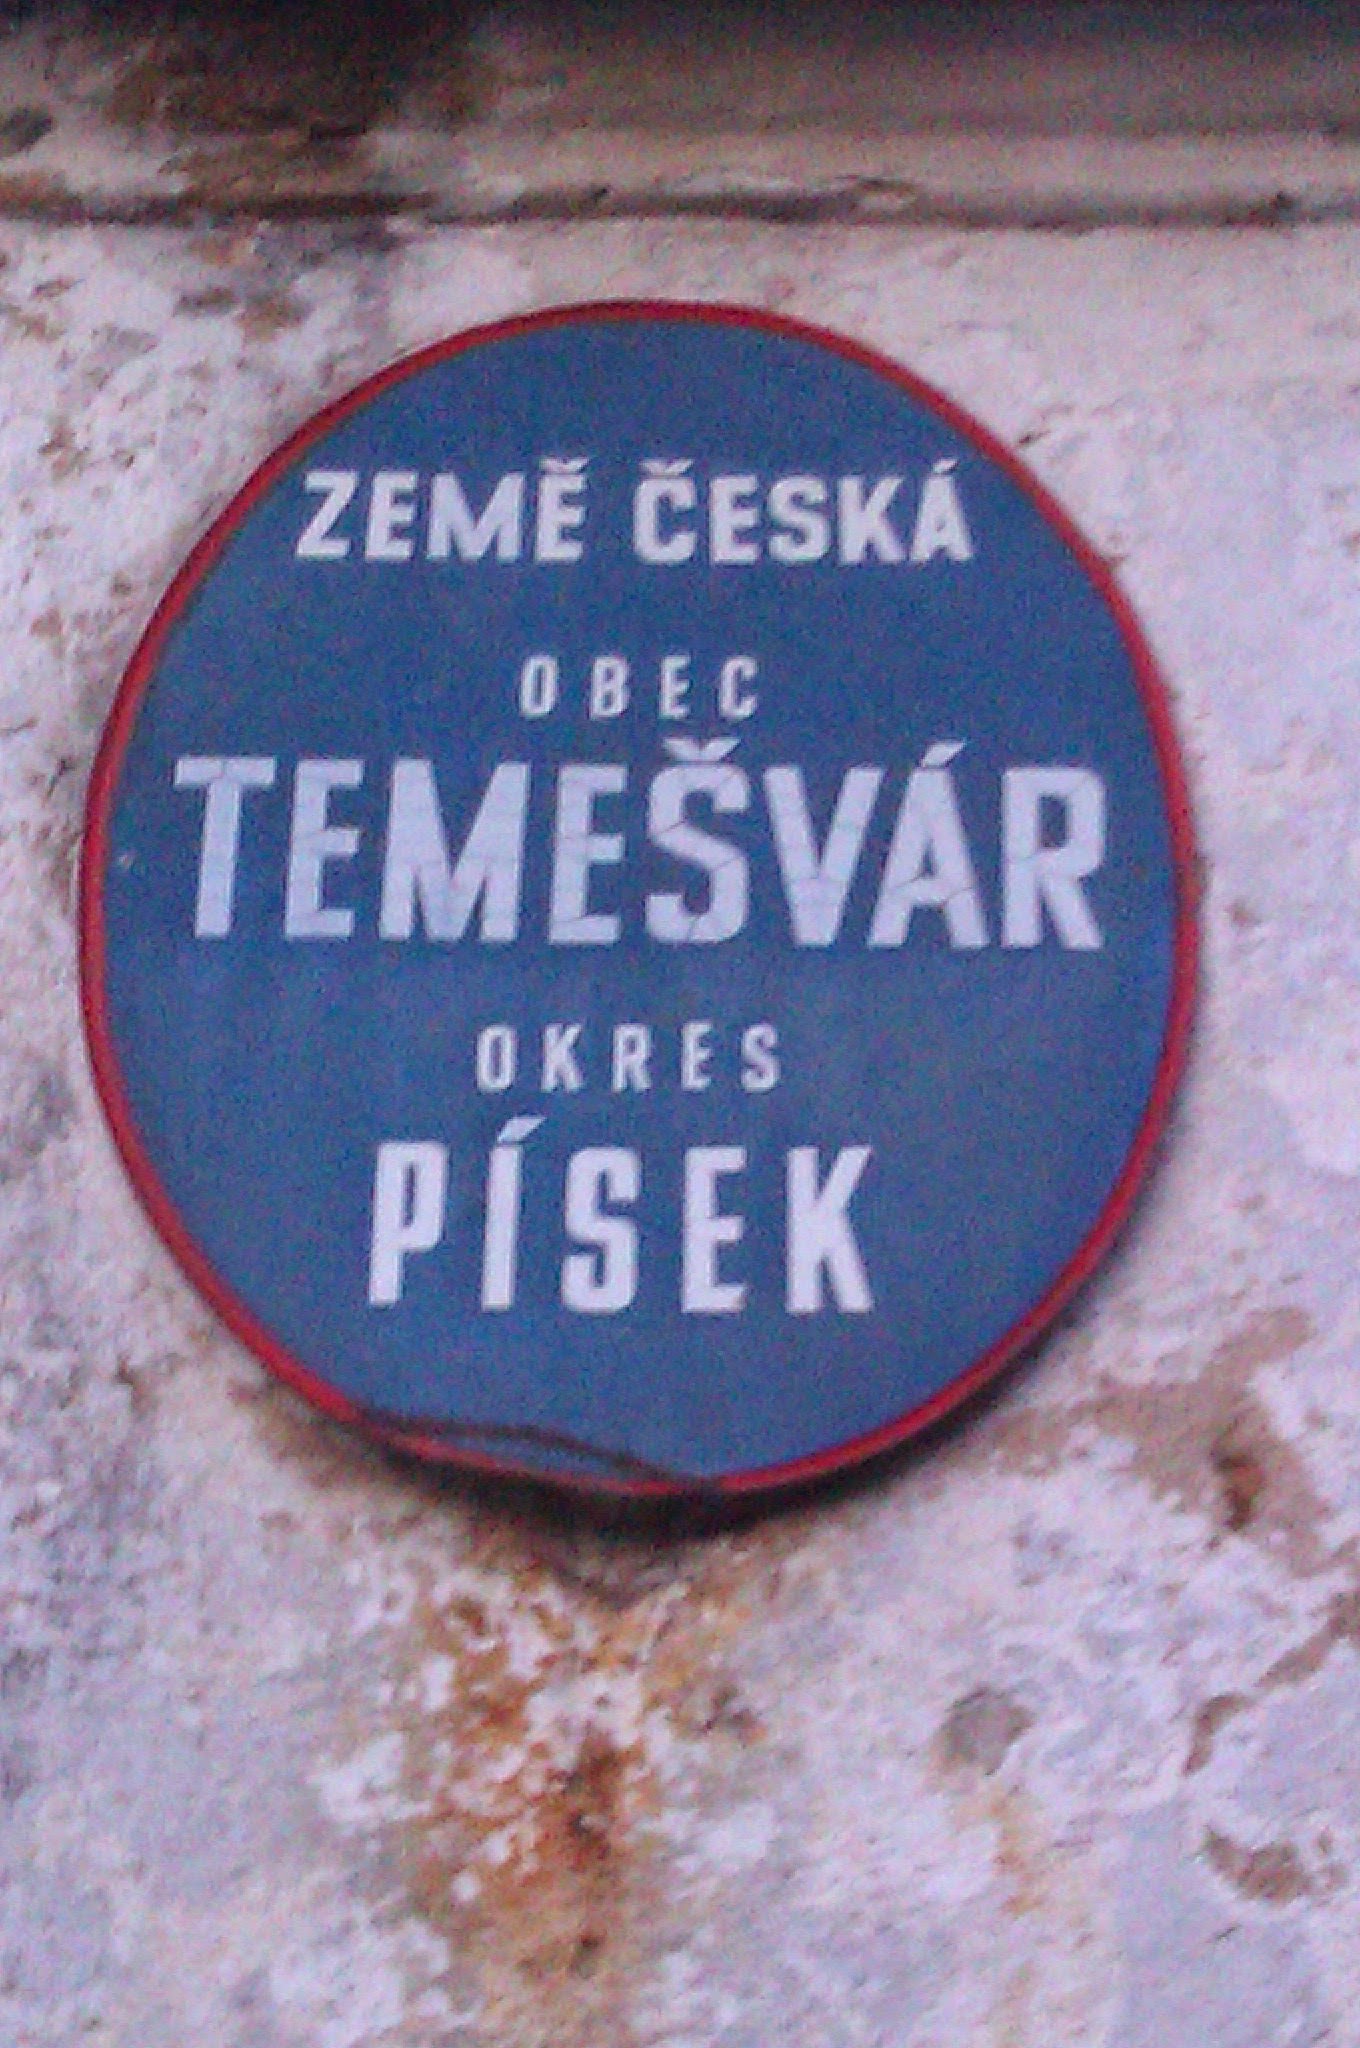 ZEMĚ ČESKÁ
OBEC
TEMEŠVÁR
OKRES
PÍSEK